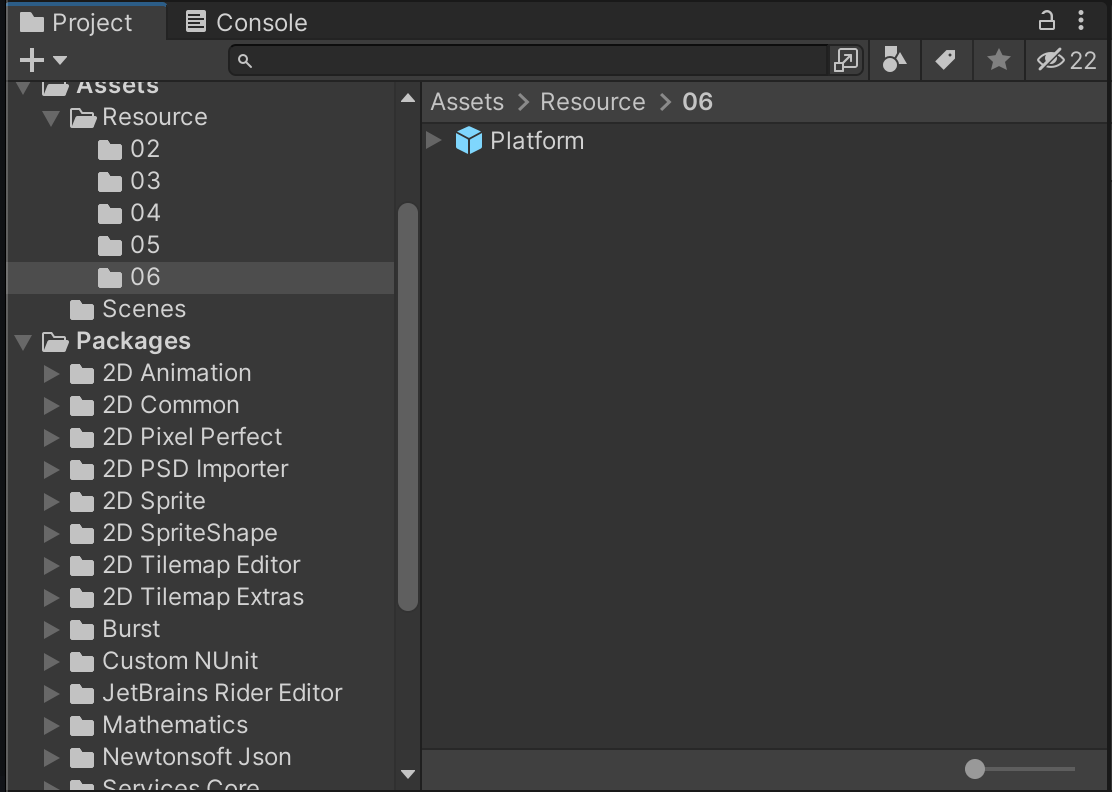 Project
Console
22
Assets
Resource
02
03
04
05
06
Scenes
Packages
2D Animation
2D Common
2D Pixel Perfect
2D PSD Importer
2D Sprite
2D SpriteShape
2D Tilemap Editor
2D Tilemap Extras
Burst
Custom NUnit
JetBrains Rider Editor
Mathematics
Newtonsoft Json
Services Core
Assets > Resource > 06
Platform